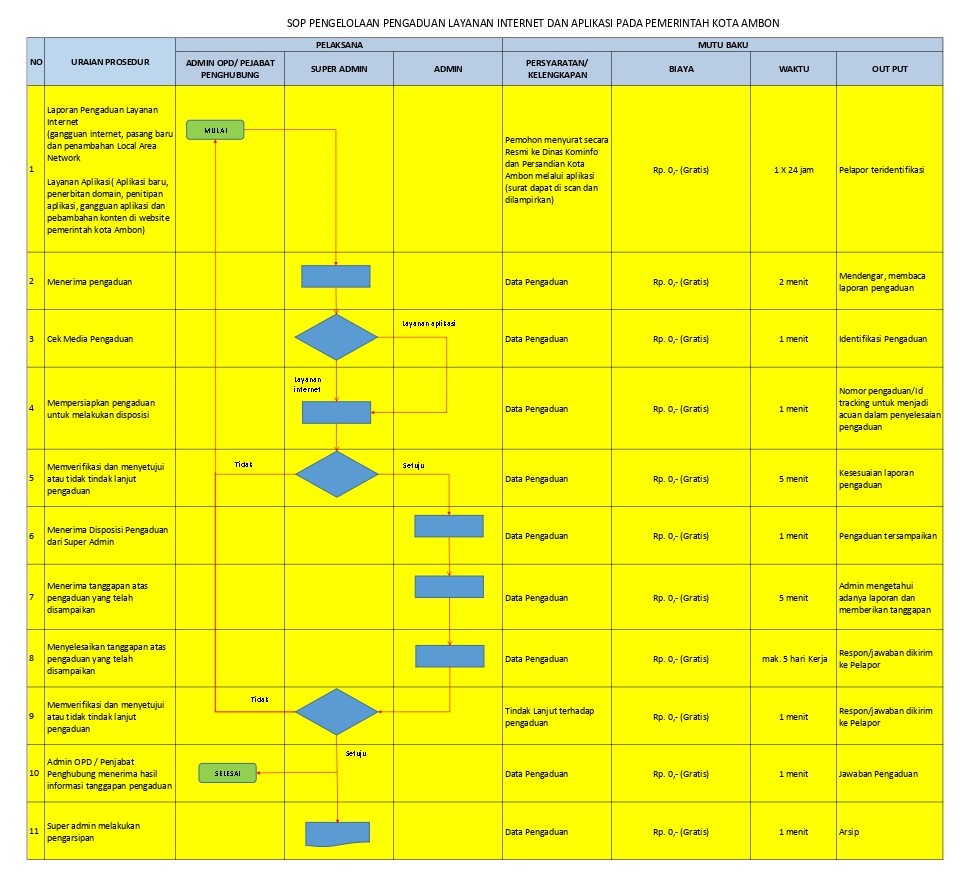 SOP PENGELOLAAN PENGADUAN LAYANAN INTERNET DAN APLIKASI PADA PEMERINTAH KOTA AMBON
NO
URAIAN PROSEDUR
PELAKSANA
MUTU BAKU
ADMIN OPD/ PEJABAT
PENGHUBUNG
SUPER ADMIN
ADMIN
PERSYARATAN/
KELENGKAPAN
BIAYA
WAKTU
OUT PUT
1
Laporan Pengaduan Layanan
Internet
(gangguan internet, pasang baru
dan penambahan Local Area
Network
Layanan Aplikasi( Aplikasi baru,
penerbitan domain, penitipan
aplikasi, gangguan aplikasi dan
pebambahan konten di website
pemerintah kota Ambon)
MULAI
Pemohon menyurat secara
Resmi ke Dinas Kominfo
dan Persandian Kota
Ambon melalui aplikasi
(surat dapat di scan dan
dilampirkan)
Rp. 0,- (Gratis)
1 X 24 jam
Pelapor teridentifikasi
2
Menerima pengaduan
Data Pengaduan
Rp. 0,- (Gratis)
2 menit
Mendengar, membaca
laporan pengaduan
3
Cek Media Pengaduan
Layanan aplikasi
Data Pengaduan
Rp. 0,- (Gratis)
1 menit
Identifikasi Pengaduan
4
Mempersiapkan pengaduan
untuk melakukan disposisi
Layanan
internet
Data Pengaduan
Rp. 0,- (Gratis)
1 menit
Nomor pengaduan/Id
tracking untuk menjadi
acuan dalam penyelesaian
pengaduan
5
Memverifikasi dan menyetujui
atau tidak tindak lanjut
pengaduan
Tidak
Setuju
Data Pengaduan
Rp. 0,- (Gratis)
5 menit
Kesesuaian laporan
pengaduan
6
Menerima Disposisi Pengaduan
dari Super Admin
Data Pengaduan
Rp. 0,- (Gratis)
1 menit
Pengaduan tersampaikan
7
Menerima tanggapan atas
pengaduan yang telah
disampaikan
Data Pengaduan
Rp. 0,- (Gratis)
5 menit
Admin mengetahui
adanya laporan dan
memberikan tanggapan
8
Menyelesaikan tanggapan atas
pengaduan yang telah
disampaikan
Data Pengaduan
Rp. 0,- (Gratis)
mak. 5 hari Kerja
Respon/jawaban dikirim
ke Pelapor
9
Memverifikasi dan menyetujui
atau tidak tindak lanjut
pengaduan
Tidak
Tindak Lanjut terhadap
pengaduan
Rp. 0,- (Gratis)
1 menit
Respon/jawaban dikirim
ke Pelapor
10
Admin OPD / Penjabat
Penghubung menerima hasil
informasi tanggapan pengaduan
SELESAI
Setuju
Data Pengaduan
Rp. 0,- (Gratis)
1 menit
Jawaban Pengaduan
11
Super admin melakukan
pengarsipan
Data Pengaduan
Rp. 0,- (Gratis)
1 menit
Arsip